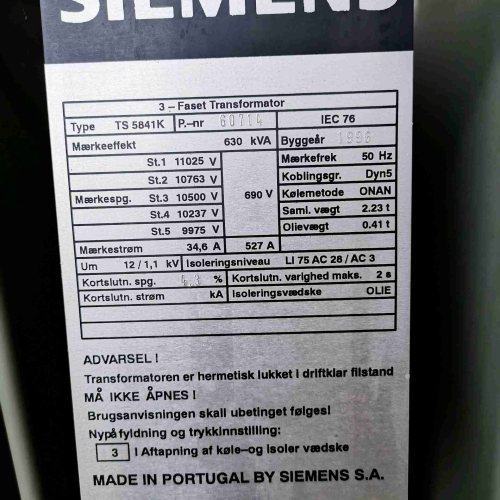 SIEMENS
3 – Faset Transformator
Type TS 5841K P.–nr 60714 IEC 76
Mærkeeffekt 630 kVA Byggeår 1996
St.1 11025 V Mærkefrek 50 Hz
St.2 10763 V Koblingsgr. Dyn5
Mærkespg. St.3 10500 V 690 V Kølemetode ONAN
St.4 10237 V Saml. vægt 2.23 t
St.5 9975 V Olievægt 0.41 t
Mærkestrøm 34,6 A 527 A
Um 12 / 1,1 kV Isoleringsniveau LI 75 AC 28 / AC 3
Kortslutn. spg. % Kortslutn. varighed maks. 2 s
Kortslutn. strøm kA Isoleringsvædske OLIE
ADVARSEL !
Transformatoren er hermetisk lukket i driftklar filstand
MÅ IKKE ÅPNES !
Brugsanvisningen skall ubetinget følges!
Nypåfyldning og trykkinnstilling:
3 I Aftapning af køle–og isoler vædske
MADE IN PORTUGAL BY SIEMENS S.A.